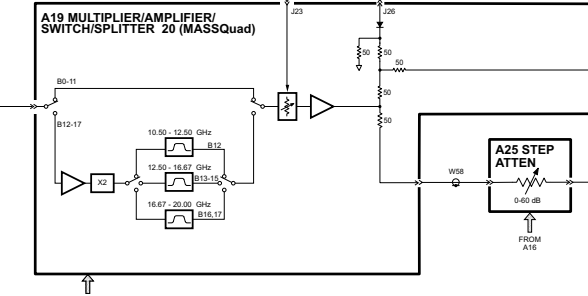 J23
J26
A19 MULTIPLIER/AMPLIFIER/
SWITCH/SPLITTER 20 (MASSQuad)
50
50
50
B0-11
50
B12-17
50
10.50 - 12.50 GHz
B12
12.50 - 16.67 GHz
B13-15
X2
16.67 - 20.00 GHz
B16,17
A25 STEP
ATTEN
W58
0-60 dB
FROM
A16